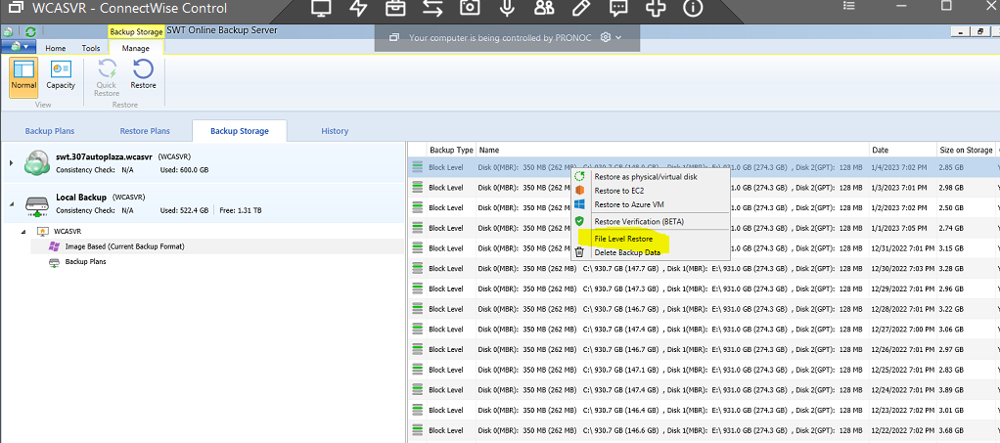 WCASVR - ConnectWise Control
Backup Storage
SWT Online Backup Server
Your computer is being controlled by PRONOC
Home Tools Manage
Normal Capacity Quick Restore Restore
View Restore
Backup Plans Restore Plans Backup Storage History
swt.307autoplaza.wcasvr (WCASVR)
Consistency Check: N/A Used: 600.0 GB
Local Backup (WCASVR)
Consistency Check: N/A Used: 522.4 GB Free: 1.31 TB
WCASVR
Image Based (Current Backup Format)
Backup Plans
Backup Type Name Date Size on Storage
Block Level Disk 0(MBR): 350 MB (262 MB) C:\ 930.7 GB (148.0 GB) , Disk 1(MBR): E:\ 931.0 GB (274.3 GB) , Disk 2(GPT): 128 MB 1/4/2023 7:02 PM 2.85 GB
Block Level Disk 0(MBR): 350 MB (262 MB) 931.0 GB (274.3 GB) , Disk 2(GPT): 128 MB 1/3/2023 7:01 PM 2.98 GB
Block Level Disk 0(MBR): 350 MB (262 MB) 931.0 GB (274.3 GB) , Disk 2(GPT): 128 MB 1/2/2023 7:02 PM 2.50 GB
Block Level Disk 0(MBR): 350 MB (262 MB) 931.0 GB (274.3 GB) , Disk 2(GPT): 128 MB 1/1/2023 7:05 PM 2.74 GB
Block Level Disk 0(MBR): 350 MB (262 MB) 931.0 GB (274.3 GB) , Disk 2(GPT): 128 MB 12/31/2022 7:01 PM 3.15 GB
Block Level Disk 0(MBR): 350 MB (262 MB) C:\ 930.7 GB (147.7 GB) , Disk 1(MBR): E:\ 931.0 GB (274.3 GB) , Disk 2(GPT): 128 MB 12/30/2022 7:03 PM 3.28 GB
Block Level Disk 0(MBR): 350 MB (262 MB) C:\ 930.7 GB (147.3 GB) , Disk 1(MBR): E:\ 931.0 GB (274.3 GB) , Disk 2(GPT): 128 MB 12/29/2022 7:01 PM 2.96 GB
Block Level Disk 0(MBR): 350 MB (262 MB) C:\ 930.7 GB (146.7 GB) , Disk 1(MBR): E:\ 931.0 GB (274.3 GB) , Disk 2(GPT): 128 MB 12/28/2022 7:01 PM 3.22 GB
Block Level Disk 0(MBR): 350 MB (262 MB) C:\ 930.7 GB (147.4 GB) , Disk 1(MBR): E:\ 931.0 GB (274.3 GB) , Disk 2(GPT): 128 MB 12/27/2022 7:00 PM 3.06 GB
Block Level Disk 0(MBR): 350 MB (262 MB) C:\ 930.7 GB (146.7 GB) , Disk 1(MBR): E:\ 931.0 GB (274.3 GB) , Disk 2(GPT): 128 MB 12/26/2022 7:01 PM 2.97 GB
Block Level Disk 0(MBR): 350 MB (262 MB) C:\ 930.7 GB (147.1 GB) , Disk 1(MBR): E:\ 931.0 GB (274.3 GB) , Disk 2(GPT): 128 MB 12/25/2022 7:01 PM 2.83 GB
Block Level Disk 0(MBR): 350 MB (262 MB) C:\ 930.7 GB (147.4 GB) , Disk 1(MBR): E:\ 931.0 GB (274.3 GB) , Disk 2(GPT): 128 MB 12/24/2022 7:01 PM 3.89 GB
Block Level Disk 0(MBR): 350 MB (262 MB) C:\ 930.7 GB (146.4 GB) , Disk 1(MBR): E:\ 931.0 GB (274.3 GB) , Disk 2(GPT): 128 MB 12/23/2022 7:02 PM 3.01 GB
Block Level Disk 0(MBR): 350 MB (262 MB) C:\ 930.7 GB (146.6 GB) , Disk 1(MBR): E:\ 931.0 GB (274.3 GB) , Disk 2(GPT): 128 MB 12/22/2022 7:02 PM 3.68 GB
Restore as physical/virtual disk
Restore to EC2
Restore to Azure VM
Restore Verification (BETA)
File Level Restore
Delete Backup Data